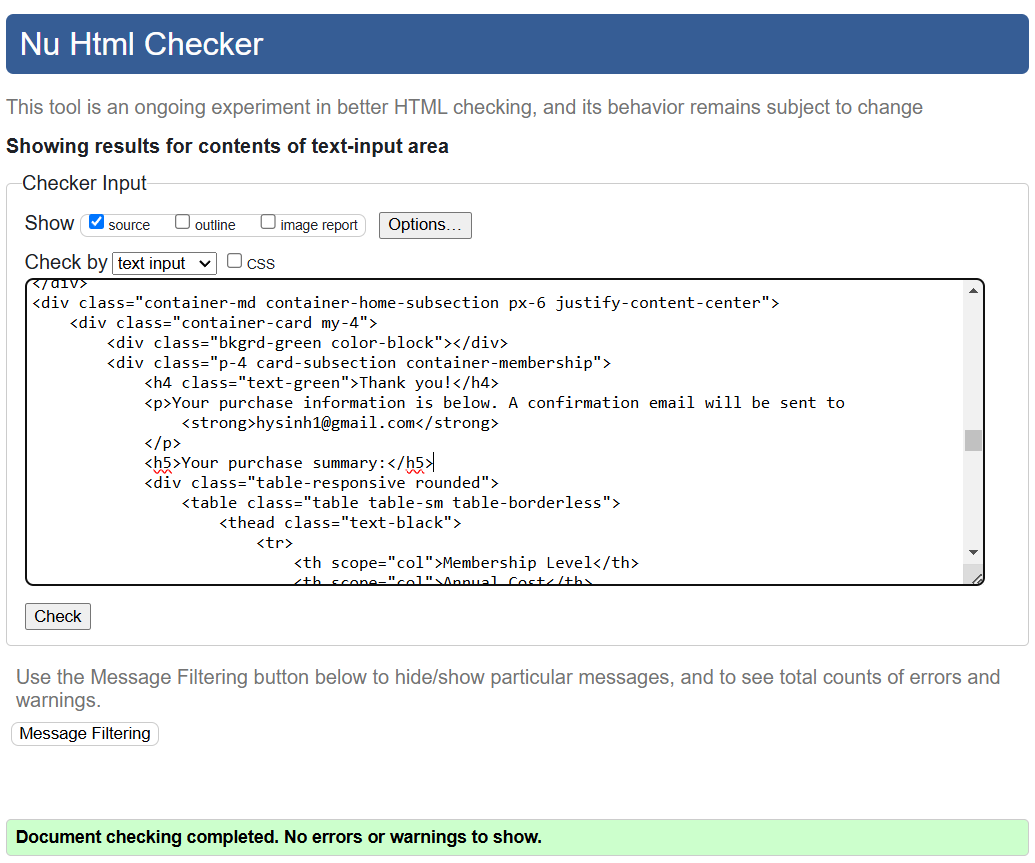 Nu Html Checker
This tool is an ongoing experiment in better HTML checking, and its behavior remains subject to change
Showing results for contents of text-input area
Checker Input
Show source outline image report Options...
Check by text input CSS
</div>
<div class="container-md container-home-subsection px-6 justify-content-center">
<div class="container-card my-4">
<div class="bkgrd-green color-block"></div>
<div class="p-4 card-subsection container-membership">
<h4 class="text-green">Thank you!</h4>
<p>Your purchase information is below. A confirmation email will be sent to
<strong>hysinh1@gmail.com</strong>
</p>
<h5>Your purchase summary:</h5>
<div class="table-responsive rounded">
<table class="table table-sm table-borderless">
<thead class="text-black">
<tr>
<th scope="col">Membership Level</th>
<th scope="col">Annual Cost</th>
Check
Use the Message Filtering button below to hide/show particular messages, and to see total counts of errors and
warnings.
Message Filtering
Document checking completed. No errors or warnings to show.